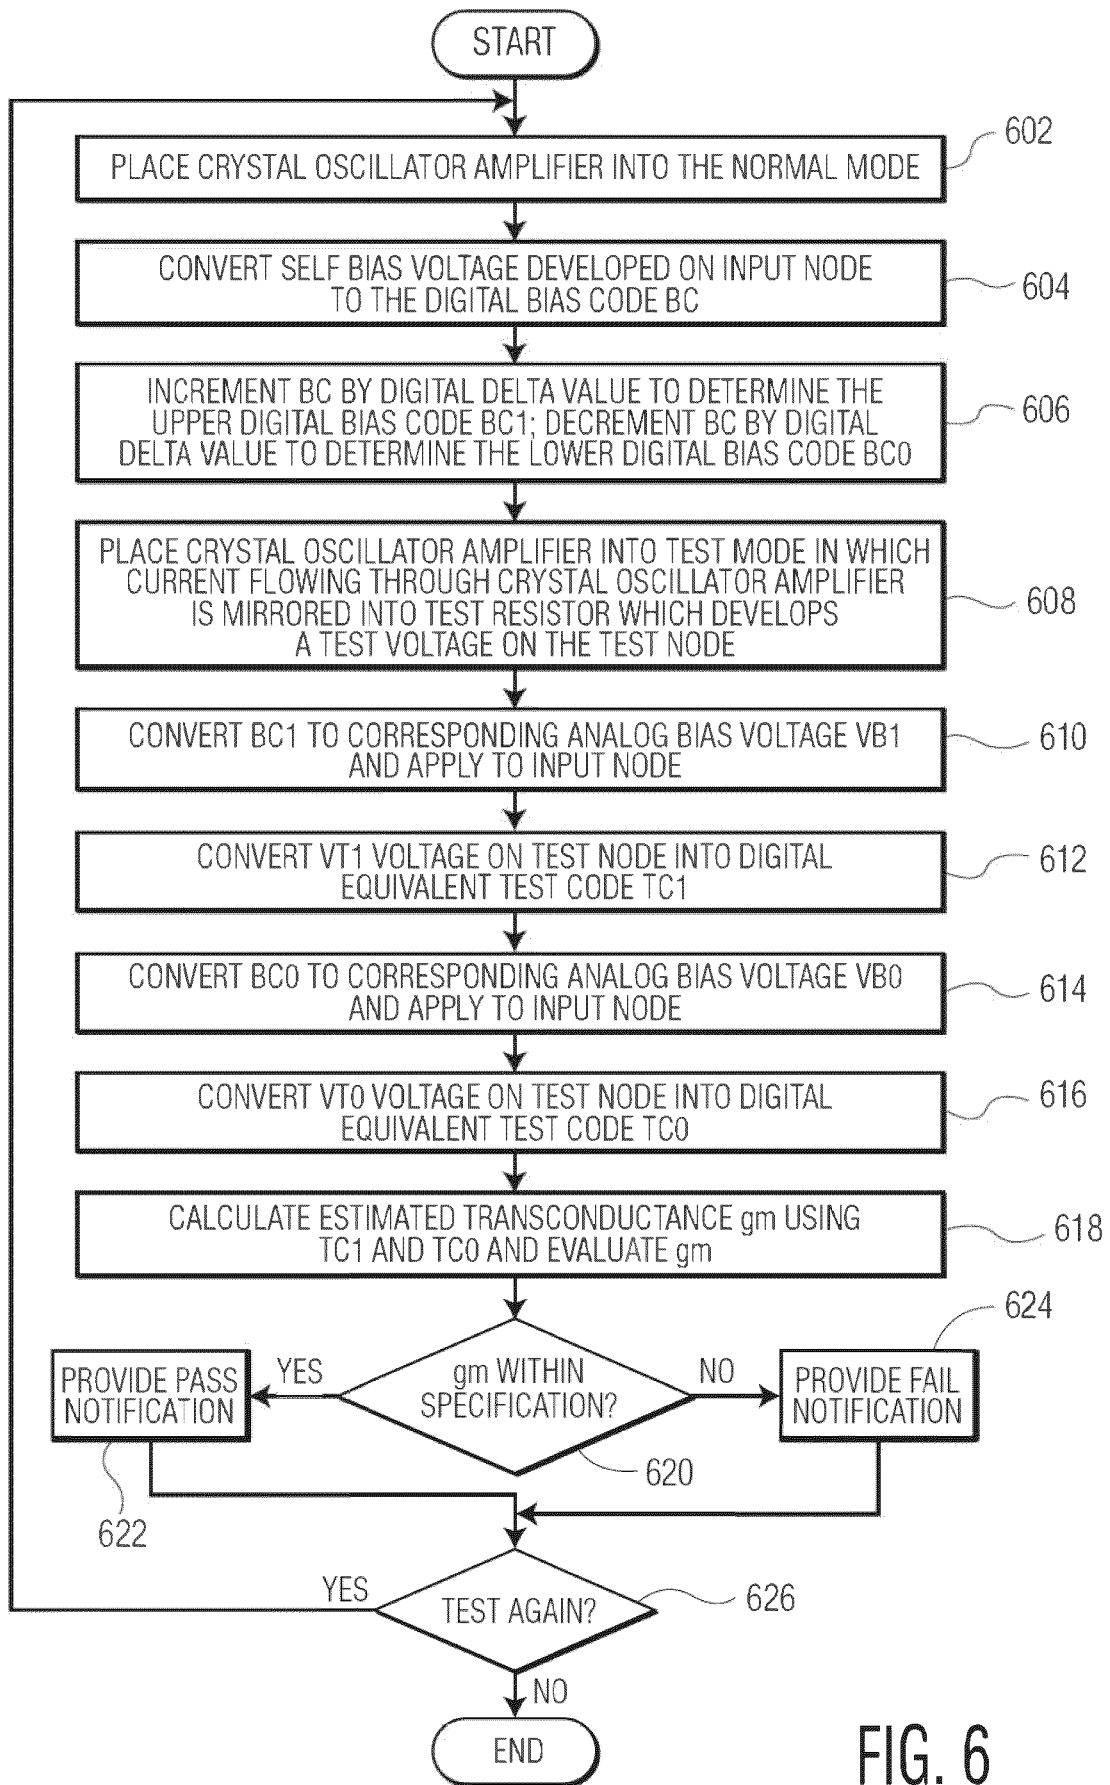 START
602
PLACE CRYSTAL OSCILLATOR AMPLIFIER INTO THE NORMAL MODE
CONVERT SELF BIAS VOLTAGE DEVELOPED ON INPUT NODE
TO THE DIGITAL BIAS CODE BC
604
INCREMENT BC BY DIGITAL DELTA VALUE TO DETERMINE THE
UPPER DIGITAL BIAS CODE BC1; DECREMENT BC BY DIGITAL
DELTA VALUE TO DETERMINE THE LOWER DIGITAL BIAS CODE BC0
606
PLACE CRYSTAL OSCILLATOR AMPLIFIER INTO TEST MODE IN WHICH
CURRENT FLOWING THROUGH CRYSTAL OSCILLATOR AMPLIFIER
IS MIRRORED INTO TEST RESISTOR WHICH DEVELOPS
A TEST VOLTAGE ON THE TEST NODE
608
CONVERT BC1 TO CORRESPONDING ANALOG BIAS VOLTAGE VB1
AND APPLY TO INPUT NODE
610
CONVERT VT1 VOLTAGE ON TEST NODE INTO DIGITAL
EQUIVALENT TEST CODE TC1
612
CONVERT BC0 TO CORRESPONDING ANALOG BIAS VOLTAGE VB0
AND APPLY TO INPUT NODE
614
CONVERT VT0 VOLTAGE ON TEST NODE INTO DIGITAL
EQUIVALENT TEST CODE TC0
616
CALCULATE ESTIMATED TRANSCONDUCTANCE gm USING
TC1 AND TC0 AND EVALUATE gm
618
gm WITHIN
SPECIFICATION?
620
YES
PROVIDE PASS
NOTIFICATION
622
NO
PROVIDE FAIL
NOTIFICATION
624
TEST AGAIN?
626
YES
NO
END
FIG. 6